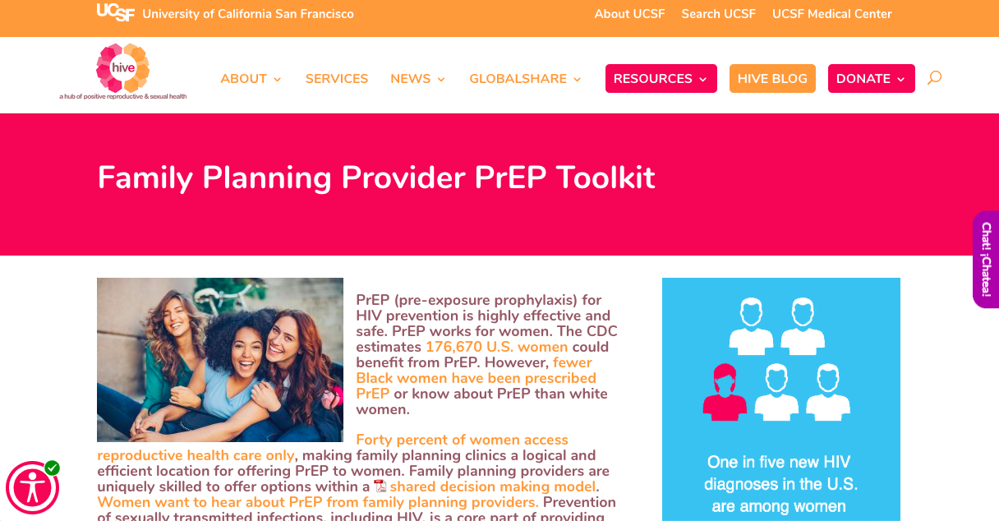 UCSF University of California San Francisco
About UCSF Search UCSF UCSF Medical Center
hive
a hub of positive reproductive & sexual health
ABOUT SERVICES NEWS GLOBALSHARE RESOURCES HIVE BLOG DONATE
Family Planning Provider PrEP Toolkit
Chat! ¡Chatea!
PrEP (pre-exposure prophylaxis) for
HIV prevention is highly effective and
safe. PrEP works for women. The CDC
estimates 176,670 U.S. women could
benefit from PrEP. However, fewer
Black women have been prescribed
PrEP or know about PrEP than white
women.
Forty percent of women access
reproductive health care only, making family planning clinics a logical and
efficient location for offering PrEP to women. Family planning providers are
uniquely skilled to offer options within a shared decision making model.
Women want to hear about PrEP from family planning providers. Prevention
of sexually transmitted infections, including HIV, is a core part of providing
One in five new HIV
diagnoses in the U.S.
are among women